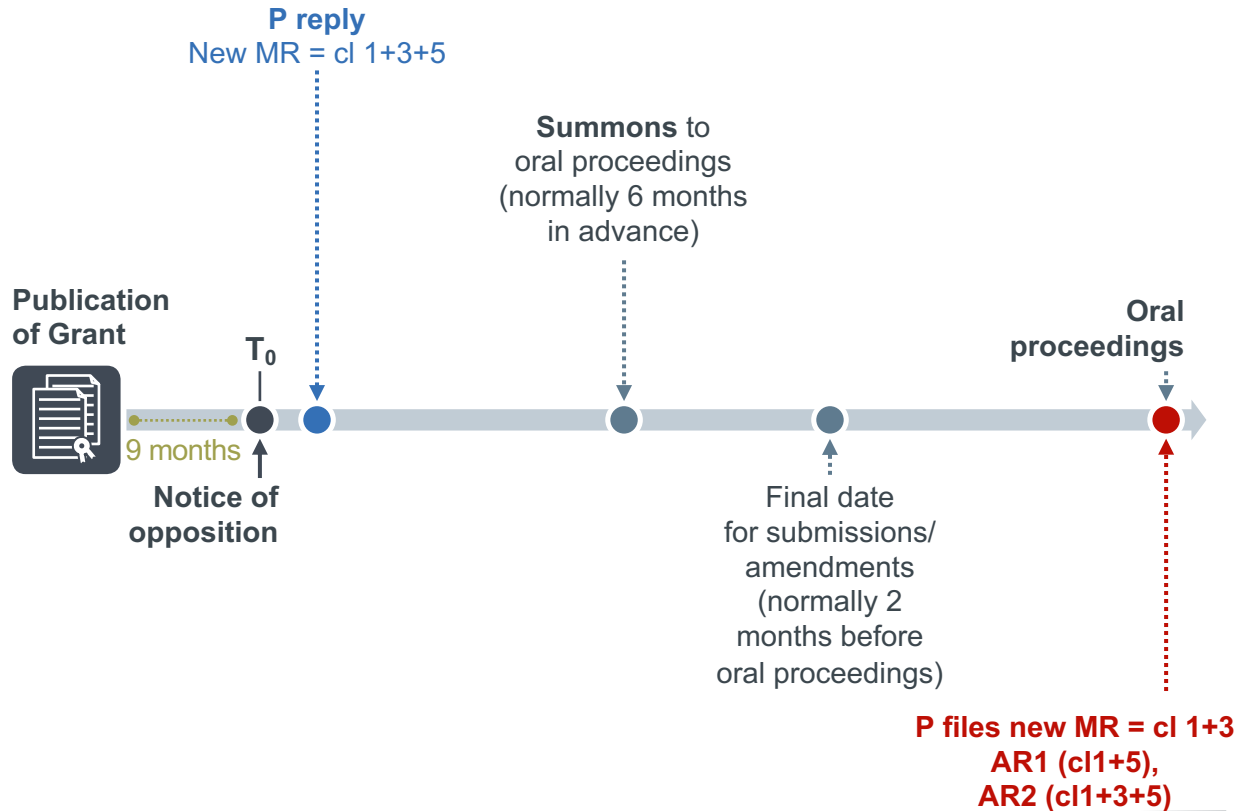 P reply
New MR = cl 1+3+5
Summons to
oral proceedings
(normally 6 months
in advance)
Publication
of Grant
T₀
Oral
proceedings
9 months
Notice of
opposition
Final date
for submissions/
amendments
(normally 2
months before
oral proceedings)
P files new MR = cl 1+3
AR1 (cl1+5),
AR2 (cl1+3+5)